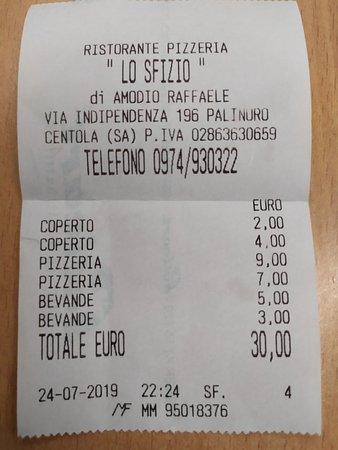 RISTORANTE PIZZERIA
" LO SFIZIO "
di AMODIO RAFFAELE
VIA INDIPENDENZA 196 PALINURO
CENTOLA (SA) P.IVA 02863630659
TELEFONO 0974/930322
EURO
COPERTO 2,00
COPERTO 4,00
PIZZERIA 9,00
PIZZERIA 7,00
BEVANDE 5,00
BEVANDE 3,00
TOTALE EURO 30,00
24-07-2019 22:24 SF. 4
MF MM 95018376